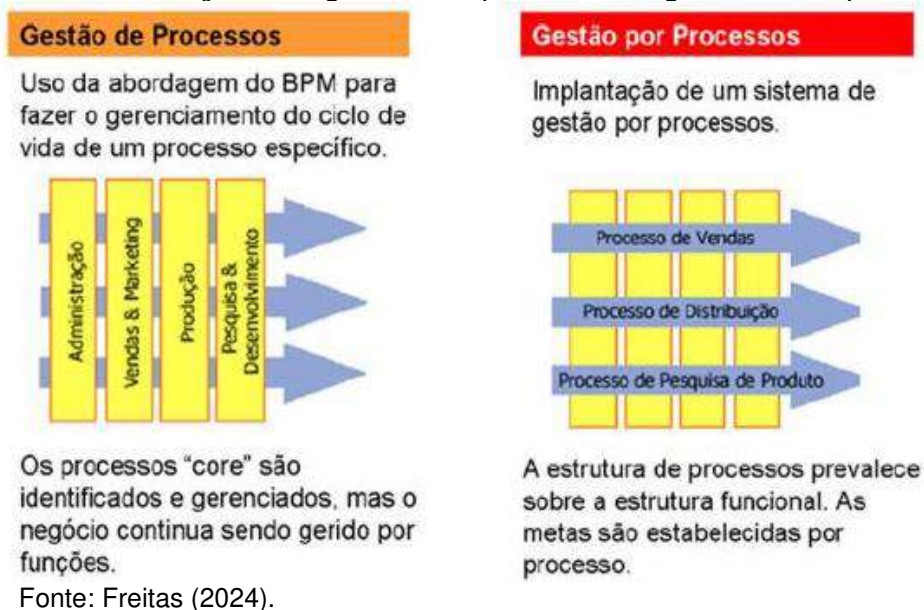 Gestão de Processos
Uso da abordagem do BPM para
fazer o gerenciamento do ciclo de
vida de um processo específico.
Administração
Vendas & Marketing
Produção
Pesquisa &
Desenvolvimento
Os processos “core” são
identificados e gerenciados, mas o
negócio continua sendo gerido por
funções.
Gestão por Processos
Implantação de um sistema de
gestão por processos.
Processo de Vendas
Processo de Distribuição
Processo de Pesquisa de Produto
A estrutura de processos prevalece
sobre a estrutura funcional. As
metas são estabelecidas por
processo.
Fonte: Freitas (2024).